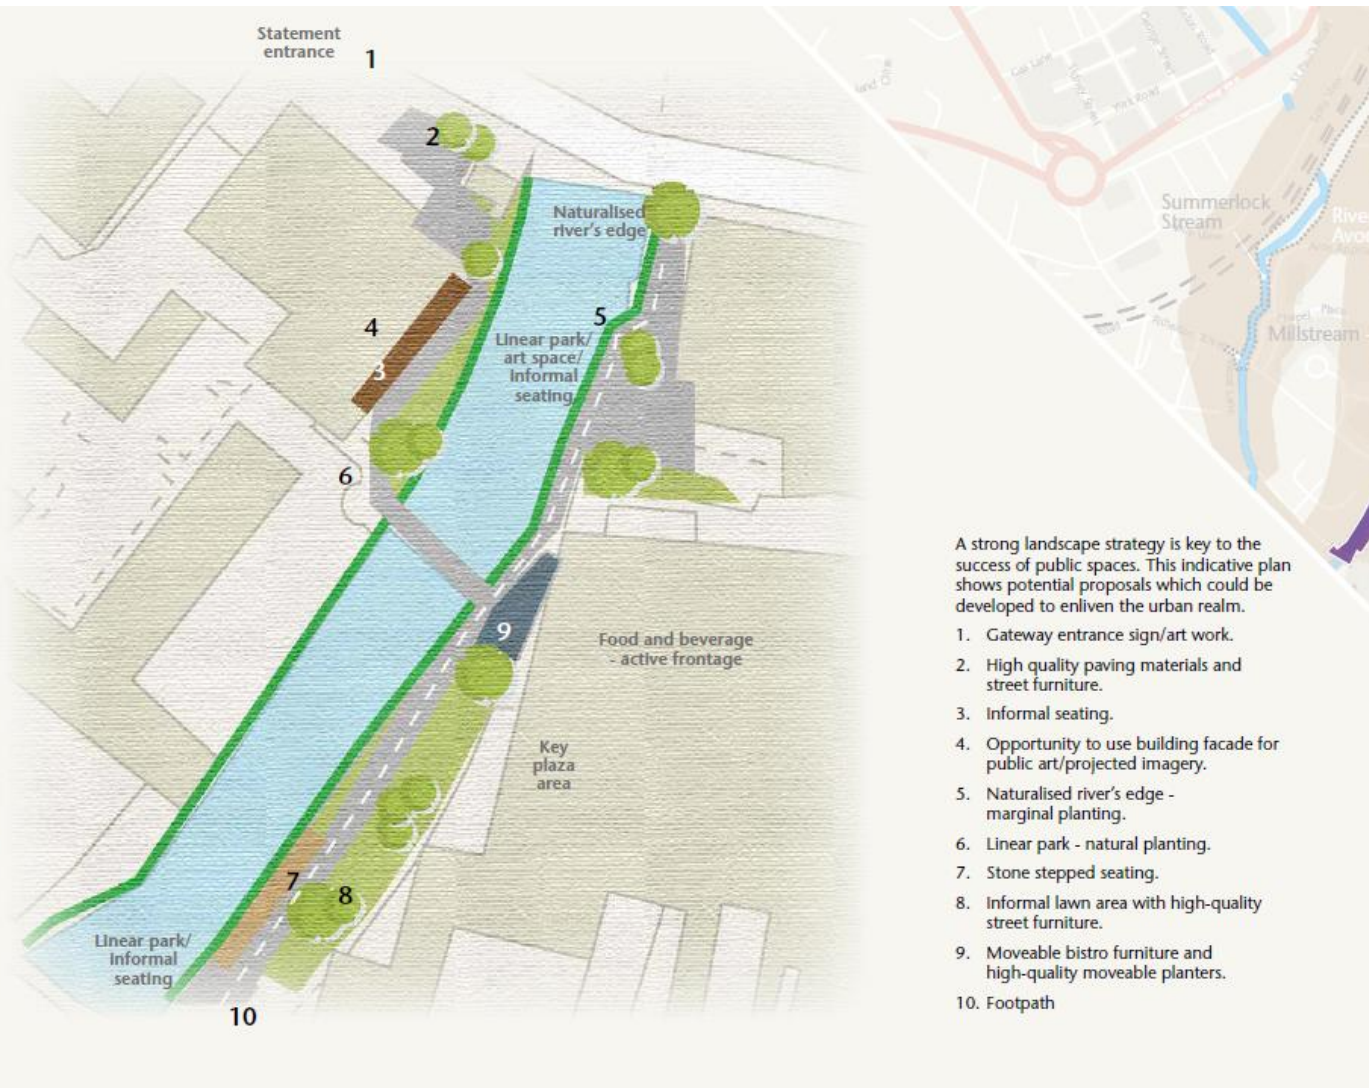 Statement
entrance
1
2
Naturalised
river's edge
4
3
5
Linear park/
art space/
informal
seating
6
9
Food and beverage
- active frontage
Key
plaza
area
7
8
Linear park/
informal
seating
10
Gas Lane
York Road
Summerlock
Stream
Millstream
A strong landscape strategy is key to the
success of public spaces. This indicative plan
shows potential proposals which could be
developed to enliven the urban realm.
1. Gateway entrance sign/art work.
2. High quality paving materials and
street furniture.
3. Informal seating.
4. Opportunity to use building facade for
public art/projected imagery.
5. Naturalised river's edge -
marginal planting.
6. Linear park - natural planting.
7. Stone stepped seating.
8. Informal lawn area with high-quality
street furniture.
9. Moveable bistro furniture and
high-quality moveable planters.
10. Footpath